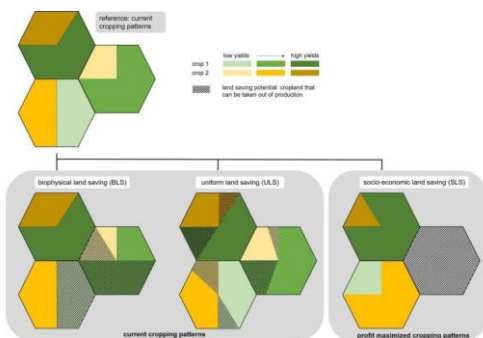 reference: current
cropping patterns
low yields
high yields
crop 1
crop 2
land saving potential: cropland that
can be taken out of production
biophysical land saving (BLS)
uniform land saving (ULS)
socio-economic land saving (SLS)
current cropping patterns
profit maximized cropping patterns